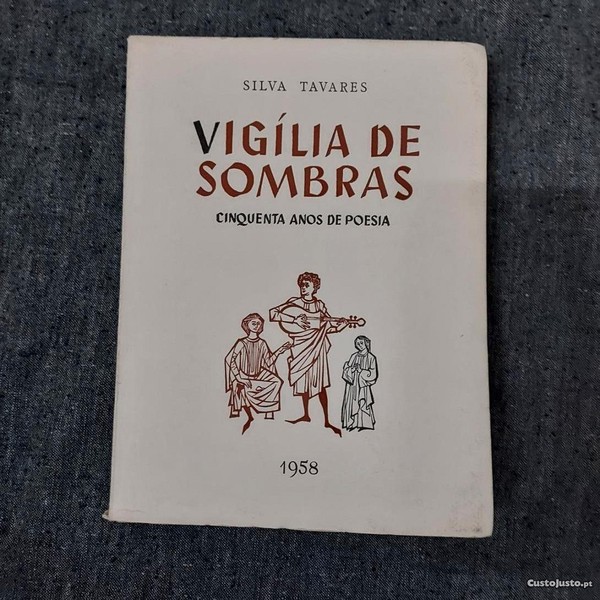 SILVA TAVARES
VIGÍLIA DE
SOMBRAS
CINQUENTA ANOS DE POESIA
1958
CustoJusto.pt